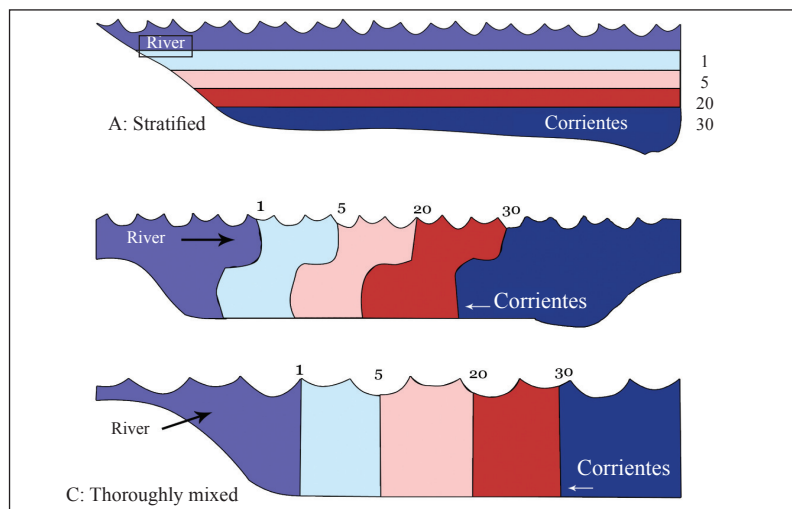 River
1
5
20
A: Stratified
Corrientes
30
1 5 20 30
River
Corrientes
1 5 20 30
River
Corrientes
C: Thoroughly mixed